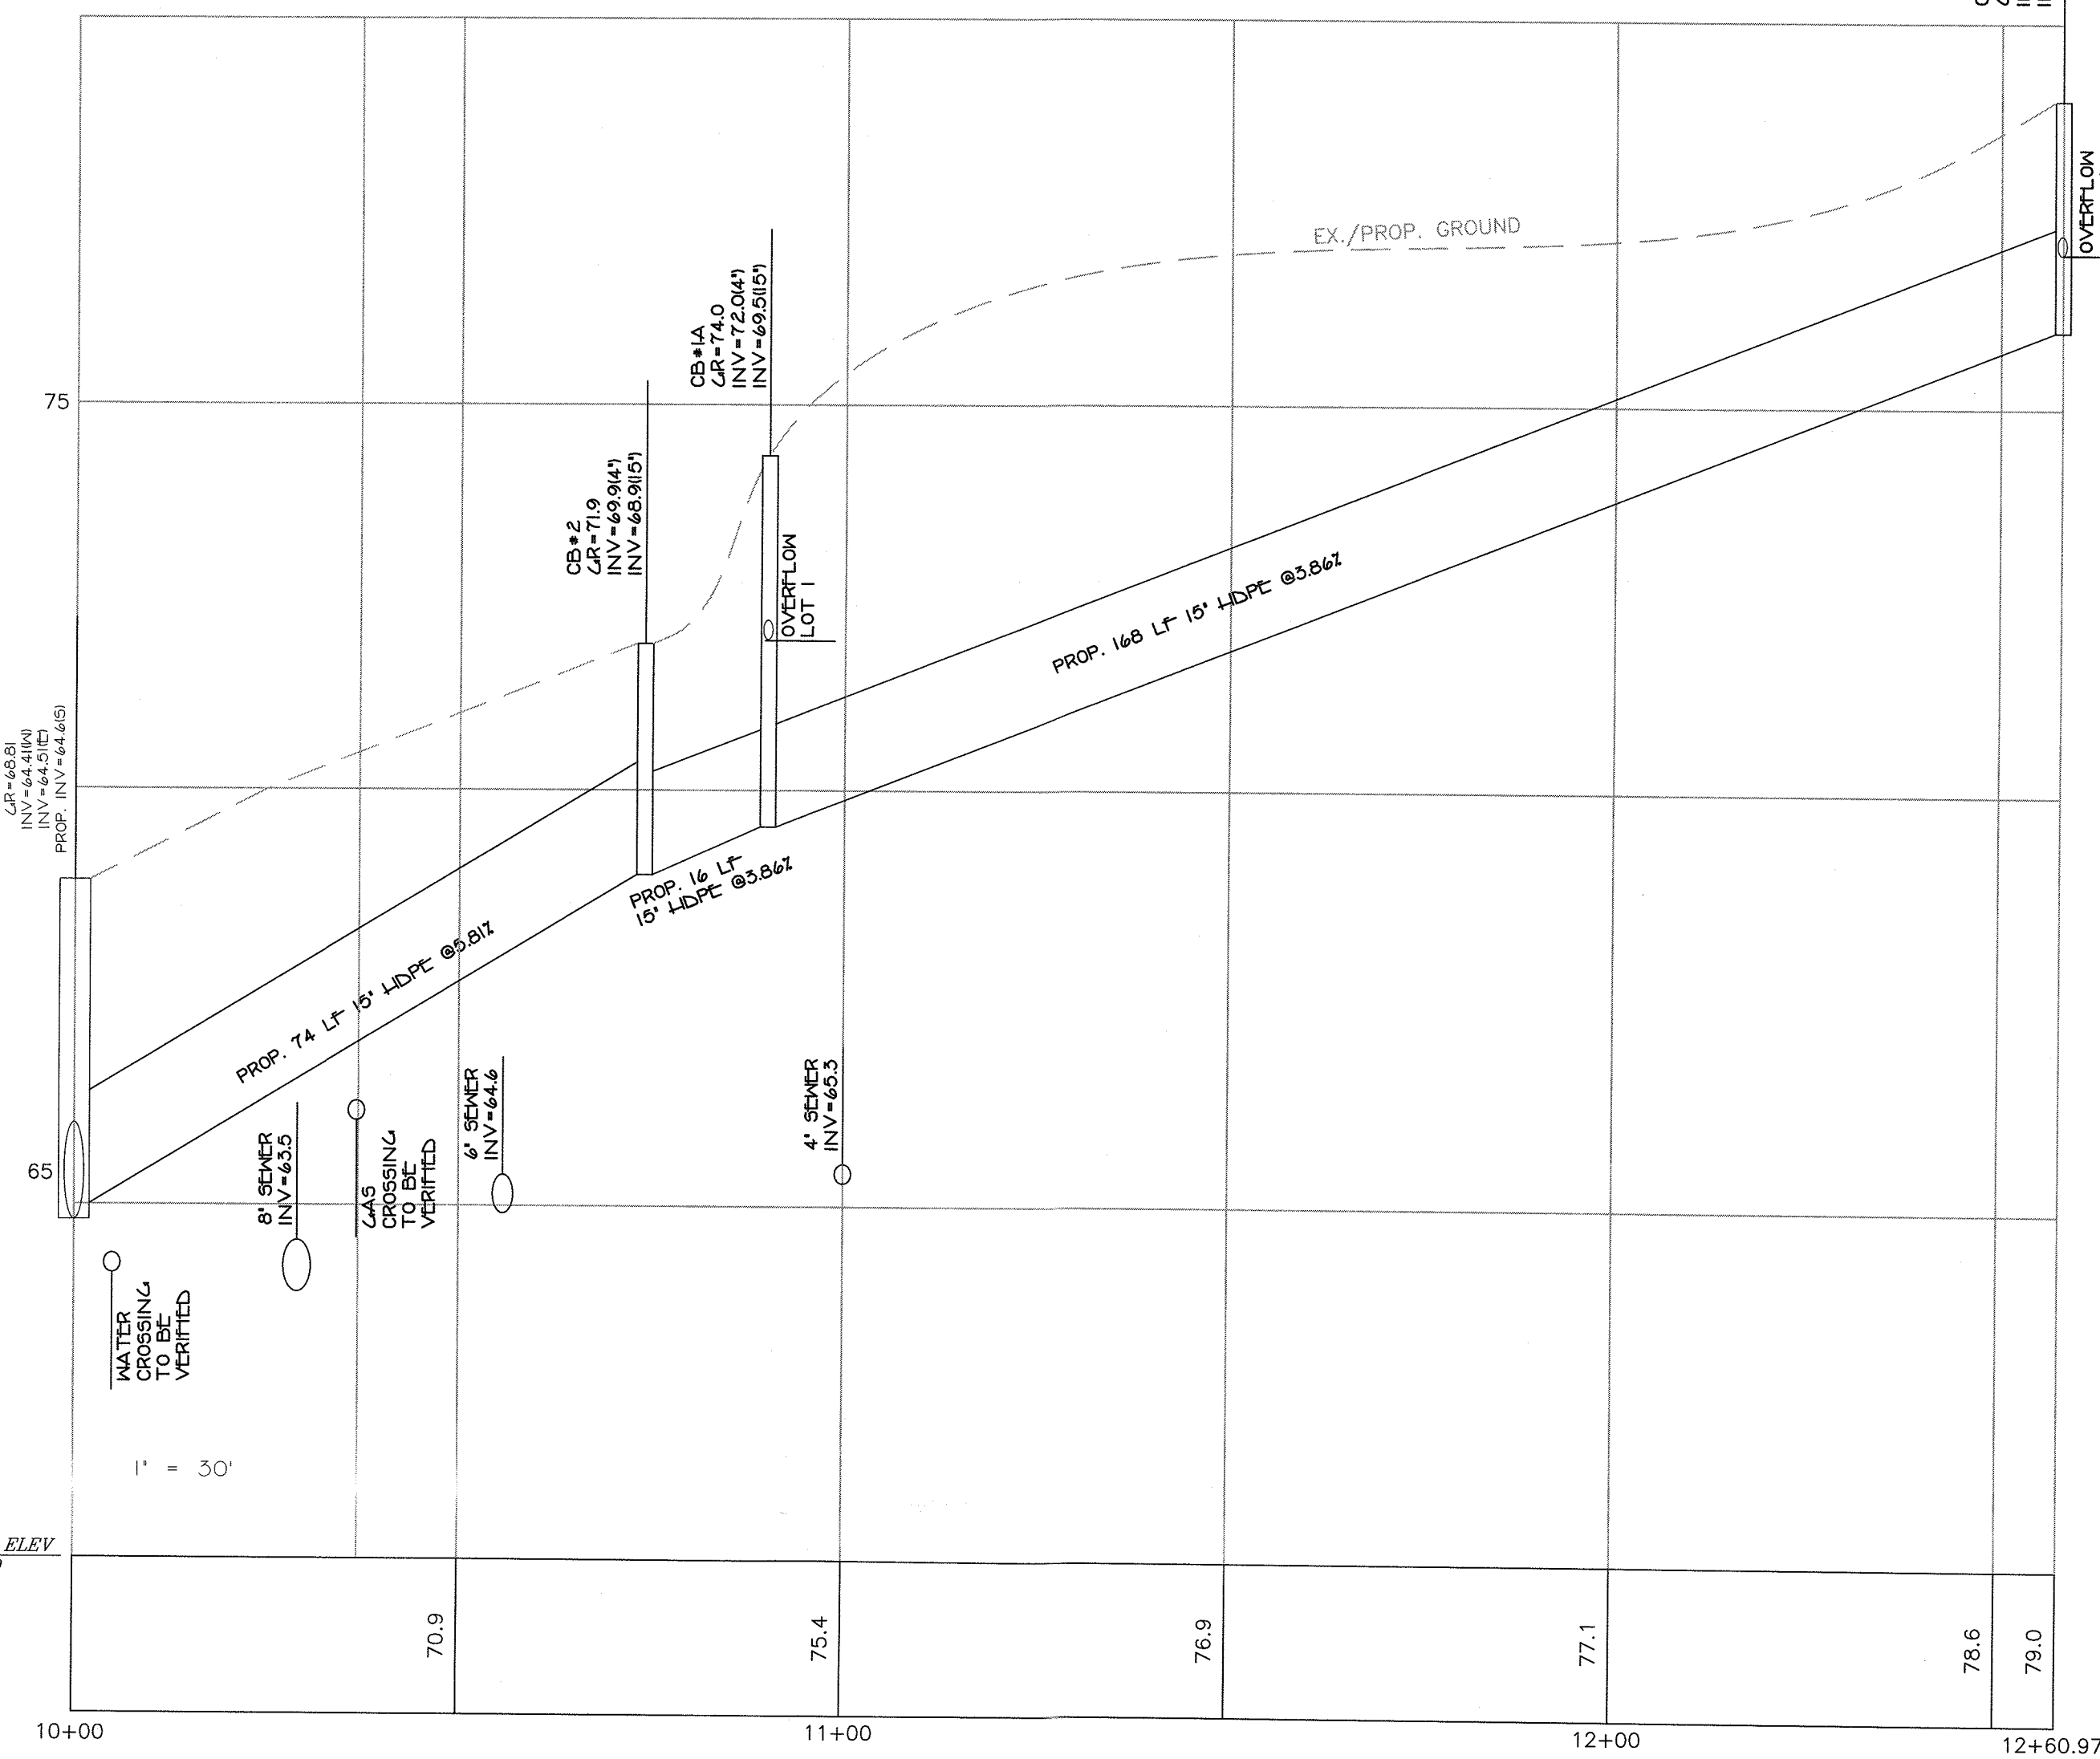 EX./PROP. GROUND
OVERFLOW
75
CB#1A
GR=74.0
INV=72.0(4")
INV=69.5(15")
CB#2
GR=71.9
INV=69.9(4")
INV=68.9(15")
OVERFLOW
LOT 1
PROP. 168 LF 15" HDPE @3.86%
GR=68.81
INV=64.41(W)
INV=64.51(E)
PROP. INV=64.6(S)
PROP. 16 LF
15" HDPE @3.86%
PROP. 74 LF 15" HDPE @5.81%
65
8" SEWER
INV=63.5
GAS
CROSSING
TO BE
VERIFIED
6" SEWER
INV=64.6
4" SEWER
INV=65.3
WATER
CROSSING
TO BE
VERIFIED
1" = 30'
ELEV
70.9
75.4
76.9
77.1
78.6
79.0
10+00
11+00
12+00
12+60.97